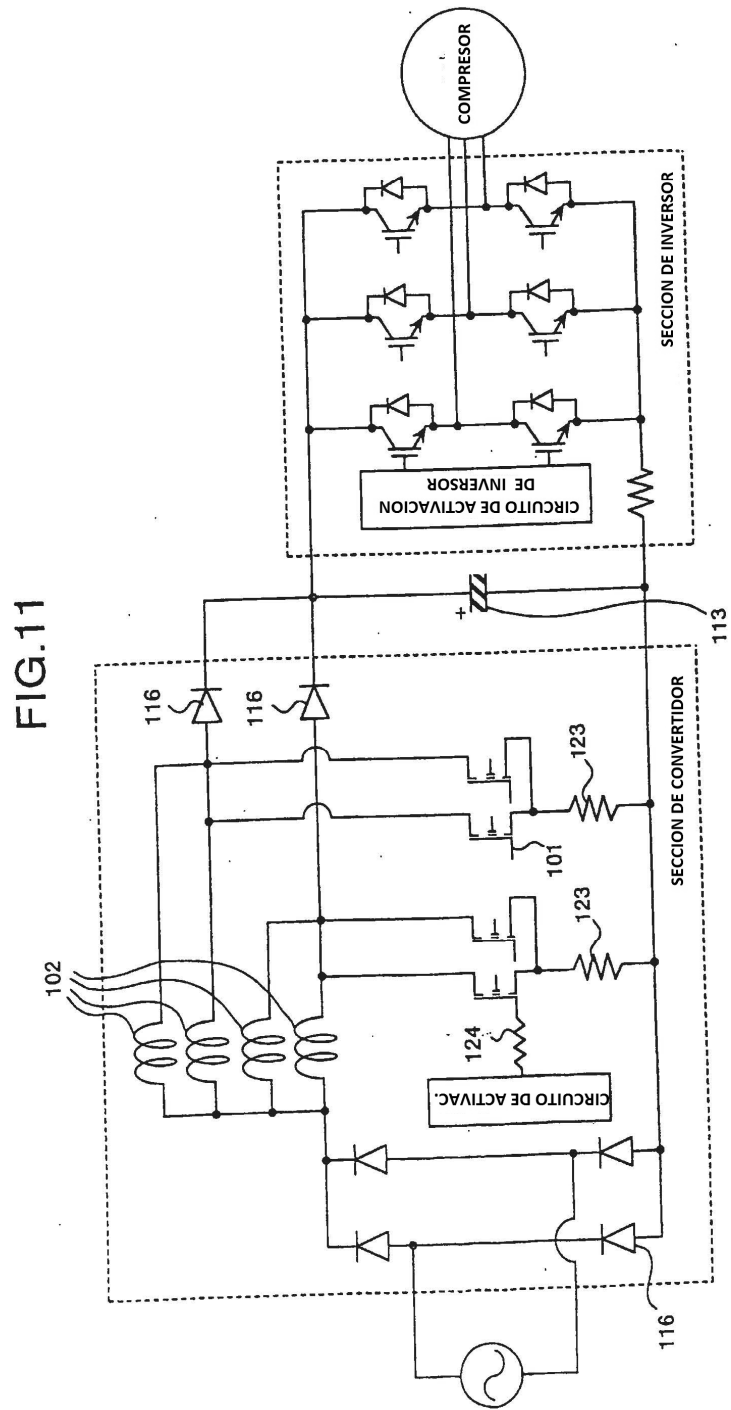 FIG.11
102
116
116
COMPRESOR
CIRCUITO DE ACTIVACION
DE INVERSOR
SECCION DE INVERSOR
+
113
124
123
101
123
CIRCUITO DE ACTIVAC.
116
SECCION DE CONVERTIDOR